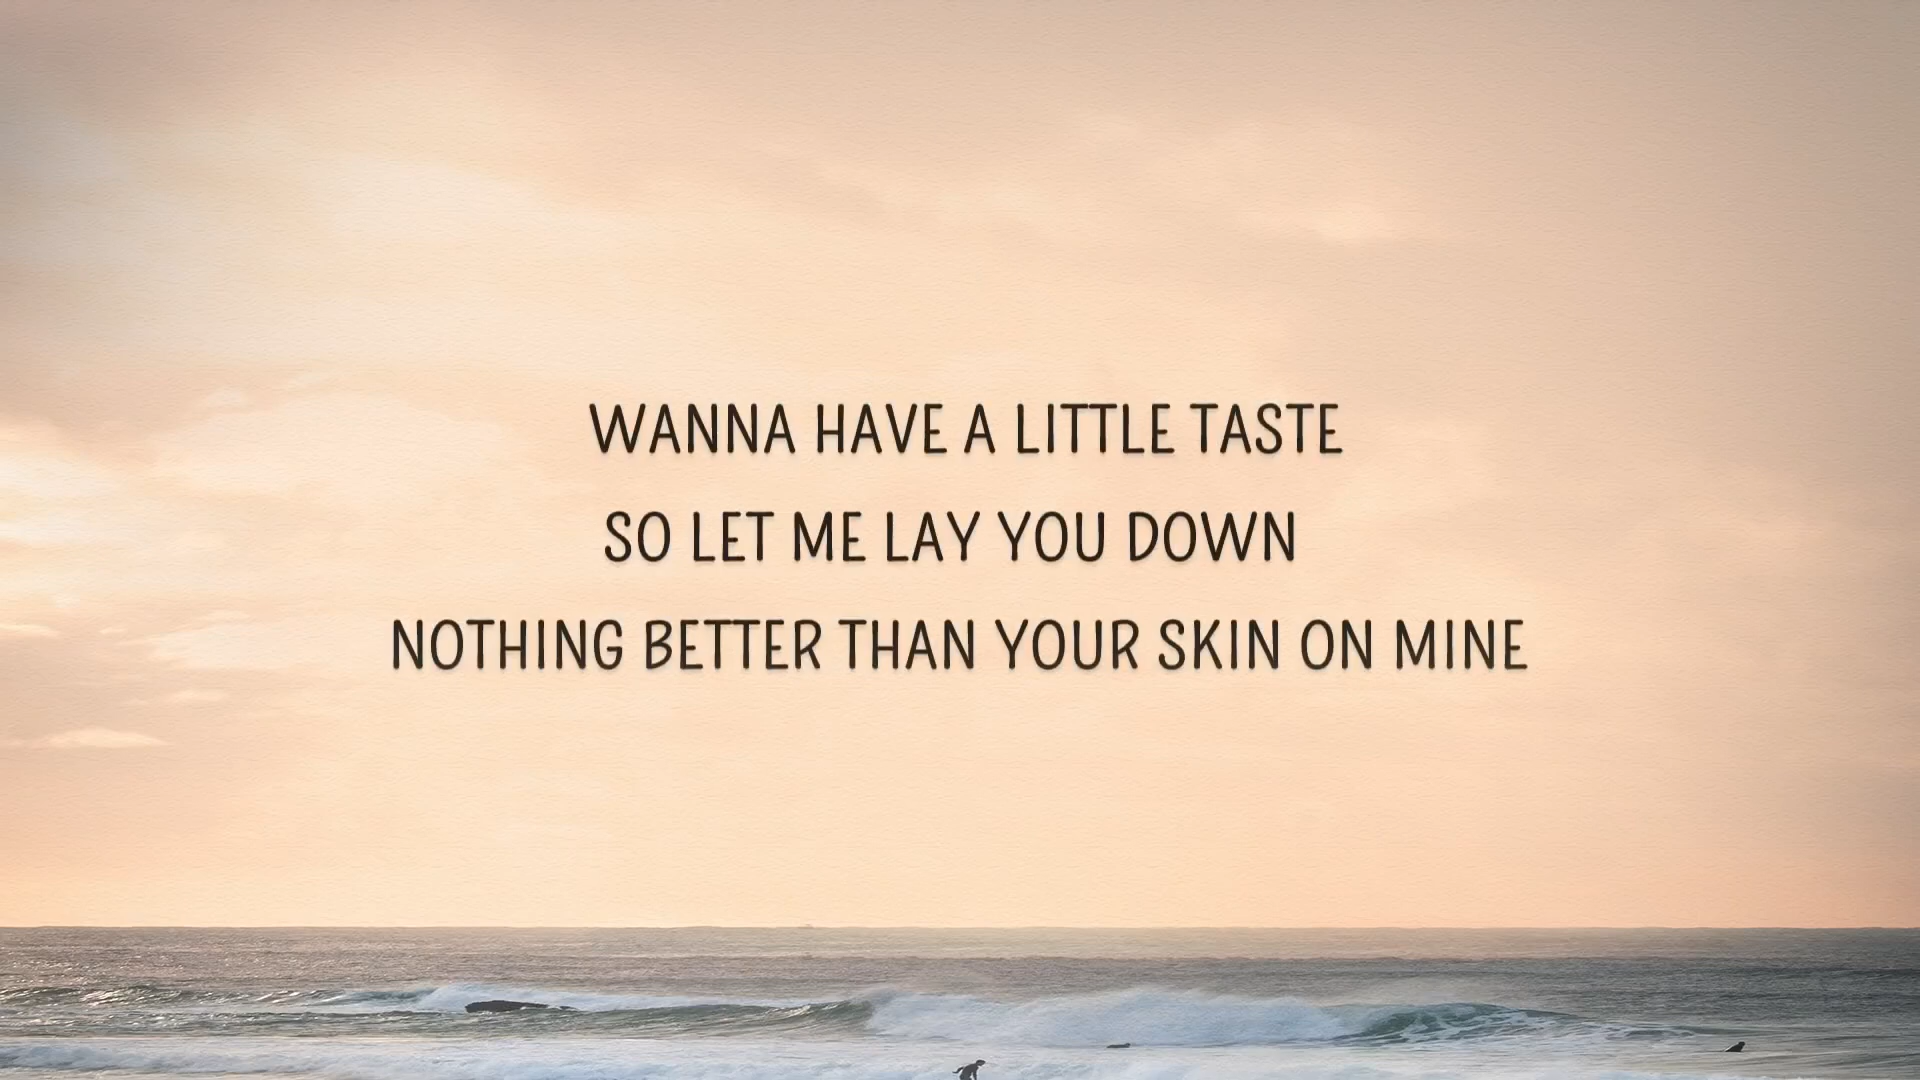 WANNA HAVE A LITTLE TASTE
SO LET ME LAY YOU DOWN
NOTHING BETTER THAN YOUR SKIN ON MINE